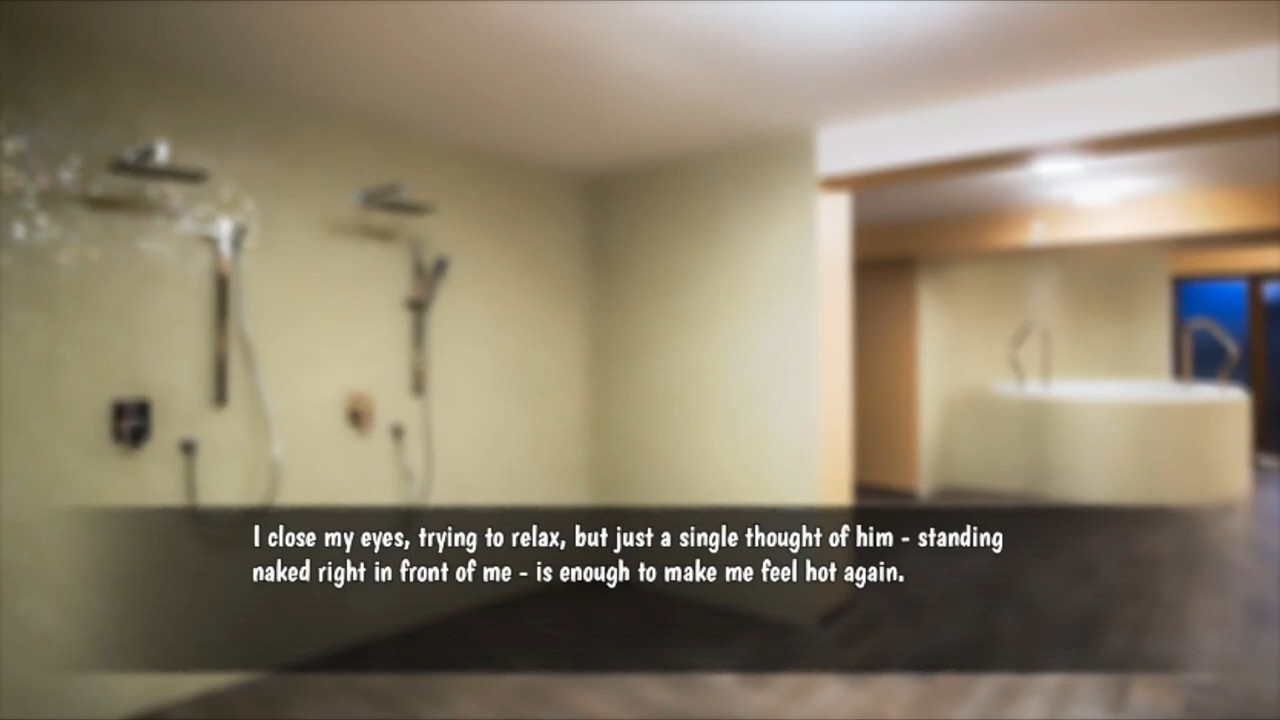 I close my eyes, trying to relax, but just a single thought of him - standing
naked right in front of me - is enough to make me feel hot again.